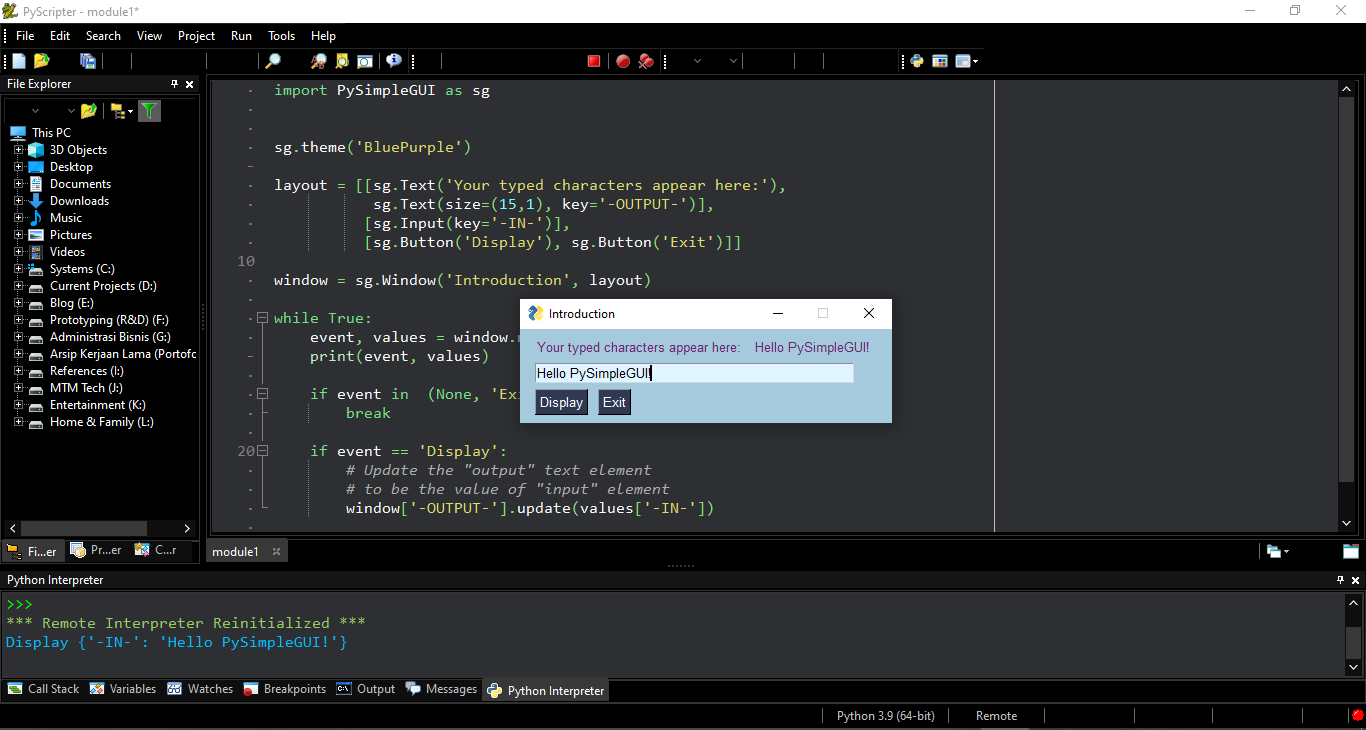 PyScripter - module1*
File Edit Search View Project Run Tools Help
File Explorer
This PC
3D Objects
Desktop
Documents
Downloads
Music
Pictures
Videos
Systems (C:)
Current Projects (D:)
Blog (E:)
Prototyping (R&D) (F:)
Administrasi Bisnis (G:)
Arsip Kerjaan Lama (Portofo
References (I:)
MTM Tech (J:)
Entertainment (K:)
Home & Family (L:)
Fi...er Pr...er C...r
import PySimpleGUI as sg
sg.theme('BluePurple')
layout = [[sg.Text('Your typed characters appear here:'),
sg.Text(size=(15,1), key='-OUTPUT-')],
[sg.Input(key='-IN-')],
[sg.Button('Display'), sg.Button('Exit')]]
10
window = sg.Window('Introduction', layout)
while True:
event, values = window.
print(event, values)
if event in (None, 'Ex
break
20 if event == 'Display':
# Update the "output" text element
# to be the value of "input" element
window['-OUTPUT-'].update(values['-IN-'])
Introduction
Your typed characters appear here: Hello PySimpleGUI!
Hello PySimpleGUI!
Display Exit
module1
Python Interpreter
>>>
*** Remote Interpreter Reinitialized ***
Display {'-IN-': 'Hello PySimpleGUI!'}
Call Stack Variables Watches Breakpoints Output Messages Python Interpreter
Python 3.9 (64-bit) Remote